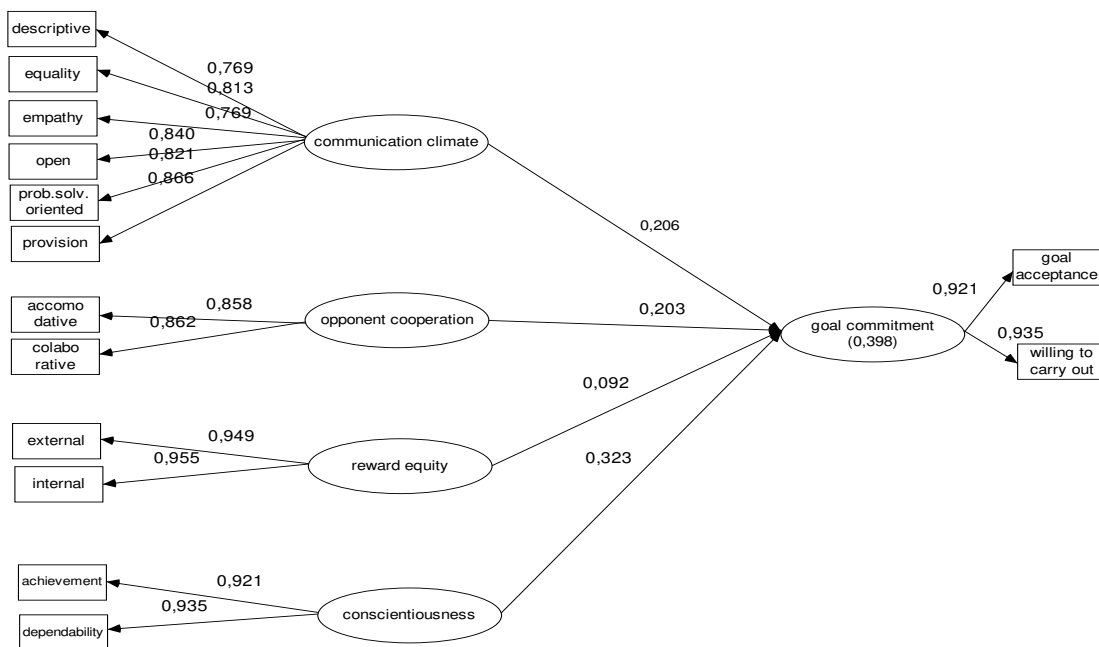 descriptive
equality
empathy
open
prob.solv.
oriented
provision
0,769
0,813
0,769
0,840
0,821
0,866
communication climate
0,206
accomo
dative
colabo
rative
0,858
0,862
opponent cooperation
0,203
external
internal
0,949
0,955
reward equity
0,092
achievement
dependability
0,921
0,935
conscientiousness
0,323
goal commitment
(0,398)
0,921
0,935
goal
acceptance
willing to
carry out